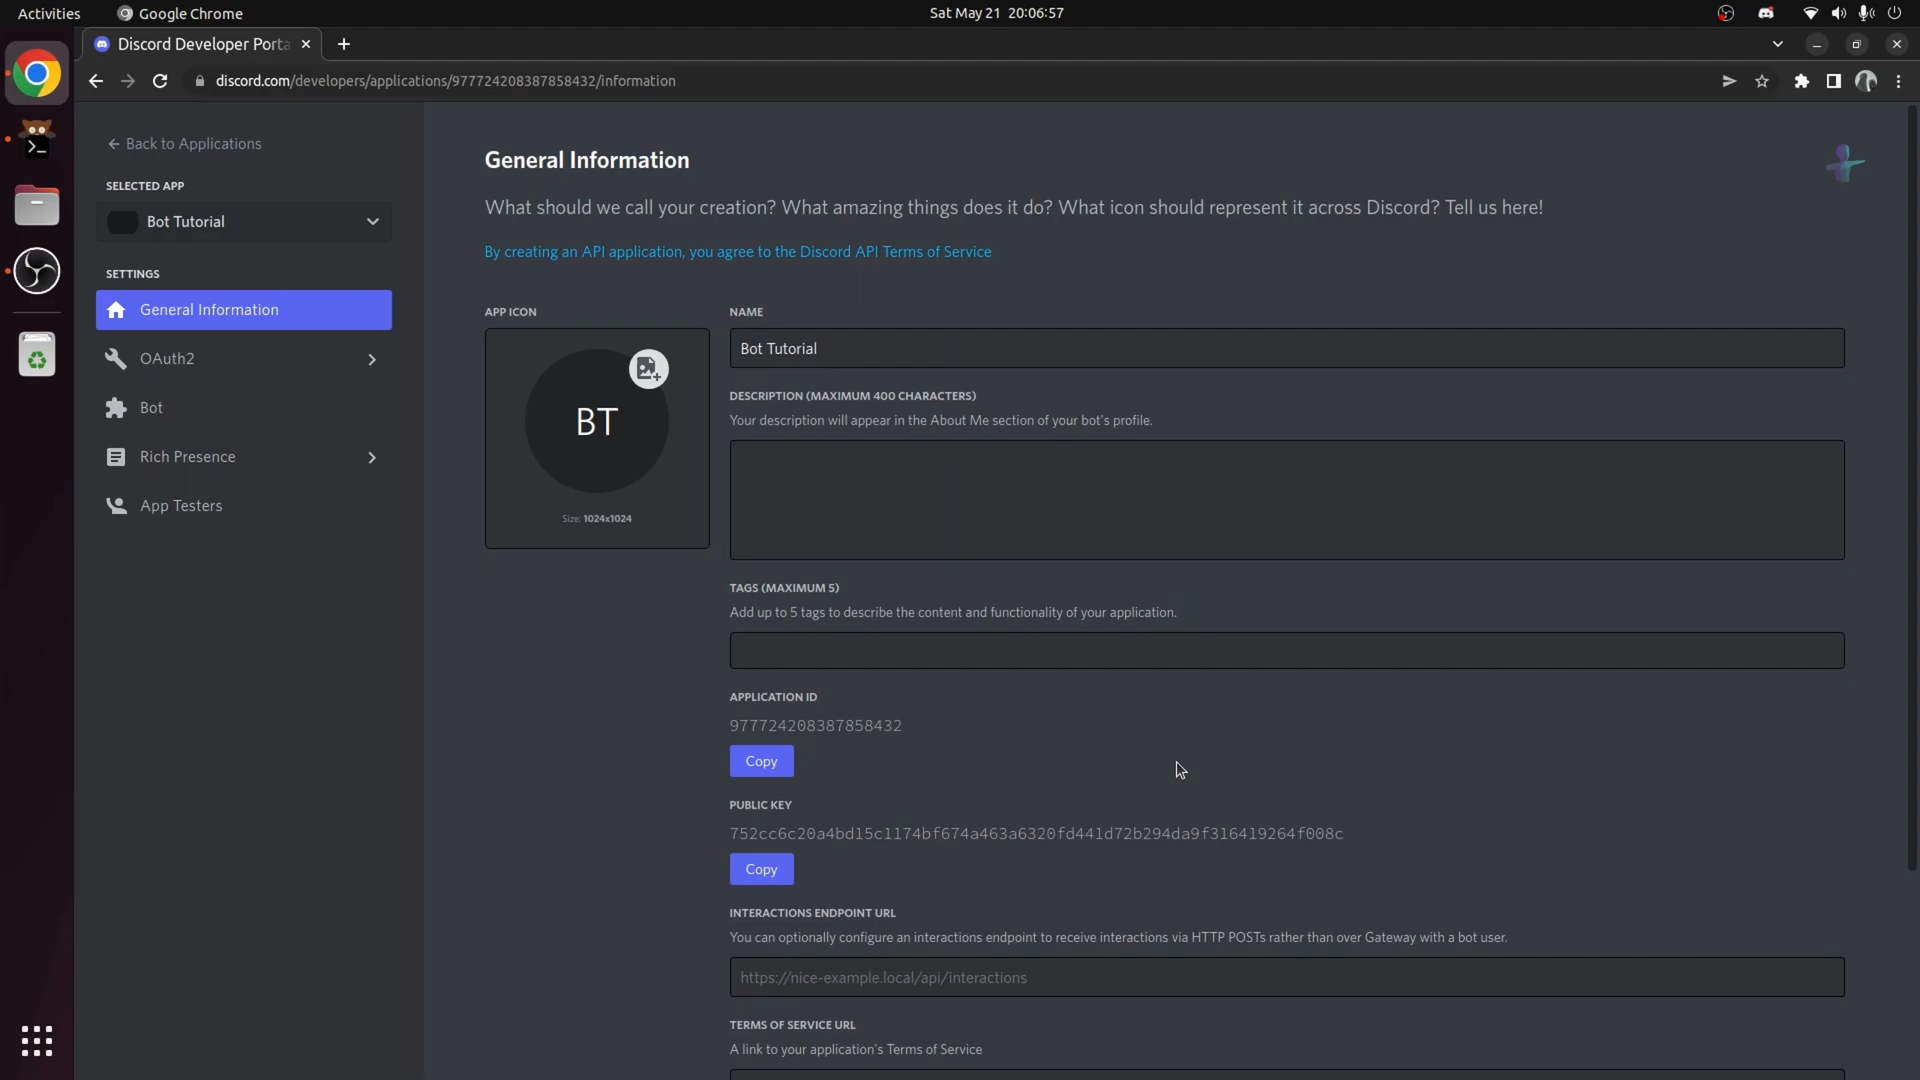 Activities
Google Chrome
Sat May 21 20:06:57
Discord Developer Porta
discord.com/developers/applications/977724208387858432/information
Back to Applications
SELECTED APP
Bot Tutorial
SETTINGS
General Information
OAuth2
Bot
Rich Presence
App Testers
General Information
What should we call your creation? What amazing things does it do? What icon should represent it across Discord? Tell us here!
By creating an API application, you agree to the Discord API Terms of Service
APP ICON
BT
Size: 1024x1024
NAME
Bot Tutorial
DESCRIPTION (MAXIMUM 400 CHARACTERS)
Your description will appear in the About Me section of your bot's profile.
TAGS (MAXIMUM 5)
Add up to 5 tags to describe the content and functionality of your application.
APPLICATION ID
977724208387858432
Copy
PUBLIC KEY
752cc6c20a4bd15c1174bf674a463a6320fd441d72b294da9f316419264f008c
Copy
INTERACTIONS ENDPOINT URL
You can optionally configure an interactions endpoint to receive interactions via HTTP POSTs rather than over Gateway with a bot user.
https://nice-example.local/api/interactions
TERMS OF SERVICE URL
A link to your application's Terms of Service